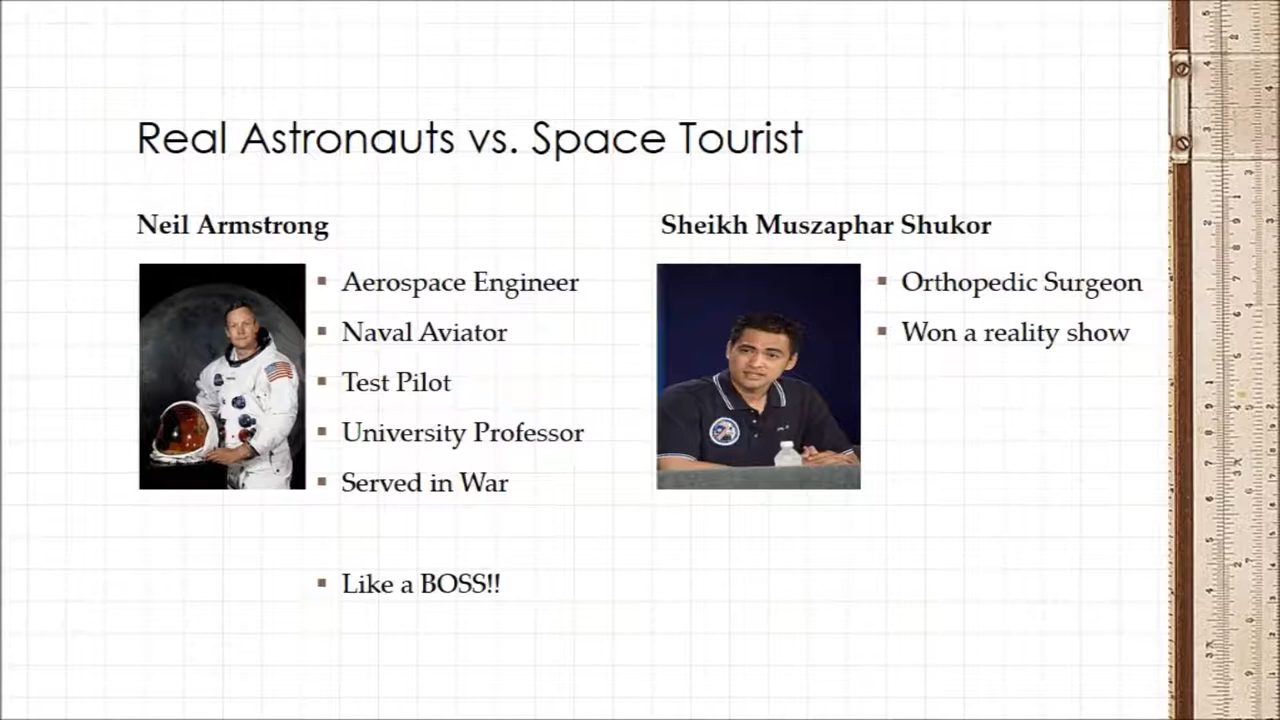 Real Astronauts vs. Space Tourist
Neil Armstrong
Aerospace Engineer
Naval Aviator
Test Pilot
University Professor
Served in War
Like a BOSS!!
Sheikh Muszaphar Shukor
Orthopedic Surgeon
Won a reality show